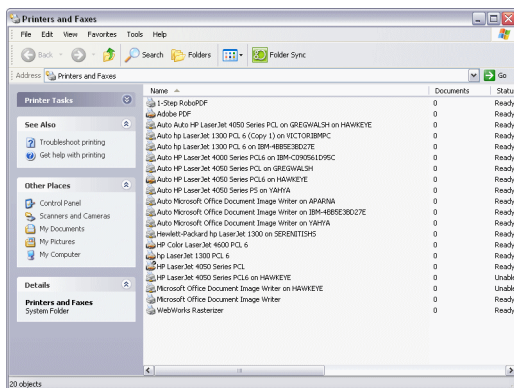 Printers and Faxes
File Edit View Favorites Tools Help
Back Search Folders Folder Sync
Address Printers and Faxes Go
Printer Tasks
See Also
Troubleshoot printing
Get help with printing
Other Places
Control Panel
Scanners and Cameras
My Documents
My Pictures
My Computer
Details
Printers and Faxes
System Folder
Name Documents Statu
1-Step RoboPDF 0 Ready
Adobe PDF 0 Ready
Auto Auto HP LaserJet 4050 Series PCL on GREGWALSH on HAWKEYE 0 Ready
Auto hp LaserJet 1300 PCL 6 (Copy 1) on VICTORIBMPC 0 Ready
Auto hp LaserJet 1300 PCL 6 on IBM-4BB5E3BD27E 0 Ready
Auto HP LaserJet 4000 Series PCL6 on IBM-C090561D95C 0 Ready
Auto HP LaserJet 4050 Series PCL on GREGWALSH 0 Ready
Auto HP LaserJet 4050 Series PCL6 on HAWKEYE 0 Ready
Auto HP LaserJet 4050 Series PS on YAHYA 0 Ready
Auto Microsoft Office Document Image Writer on APARNA 0 Ready
Auto Microsoft Office Document Image Writer on IBM-4BB5E3BD27E 0 Ready
Auto Microsoft Office Document Image Writer on YAHYA 0 Ready
Hewlett-Packard hp LaserJet 1300 on SERENITISHS 0 Ready
HP Color LaserJet 4600 PCL 6 0 Ready
hp LaserJet 1300 PCL 6 0 Ready
HP LaserJet 4050 Series PCL 0 Ready
HP LaserJet 4050 Series PCL6 on HAWKEYE 0 Unable
Microsoft Office Document Image Writer on HAWKEYE 0 Unable
Microsoft Office Document Image Writer 0 Ready
WebWorks Rasterizer 0 Ready
20 objects